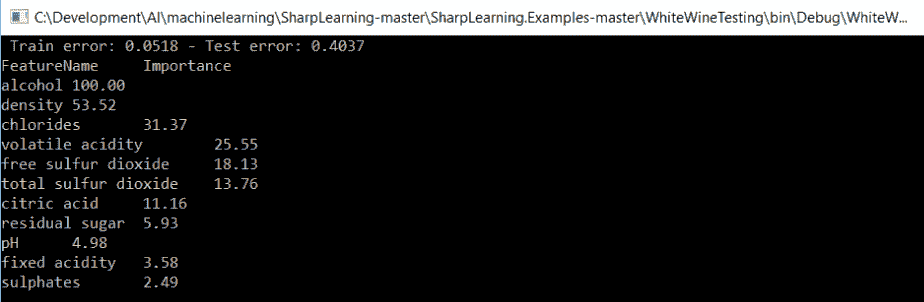 C:\Development\AI\machinelearning\SharpLearning-master\SharpLearning.Examples-master\WhiteWineTesting\bin\Debug\WhiteW...
Train error: 0.0518 - Test error: 0.4037
FeatureName Importance
alcohol 100.00
density 53.52
chlorides 31.37
volatile acidity 25.55
free sulfur dioxide 18.13
total sulfur dioxide 13.76
citric acid 11.16
residual sugar 5.93
pH 4.98
fixed acidity 3.58
sulphates 2.49